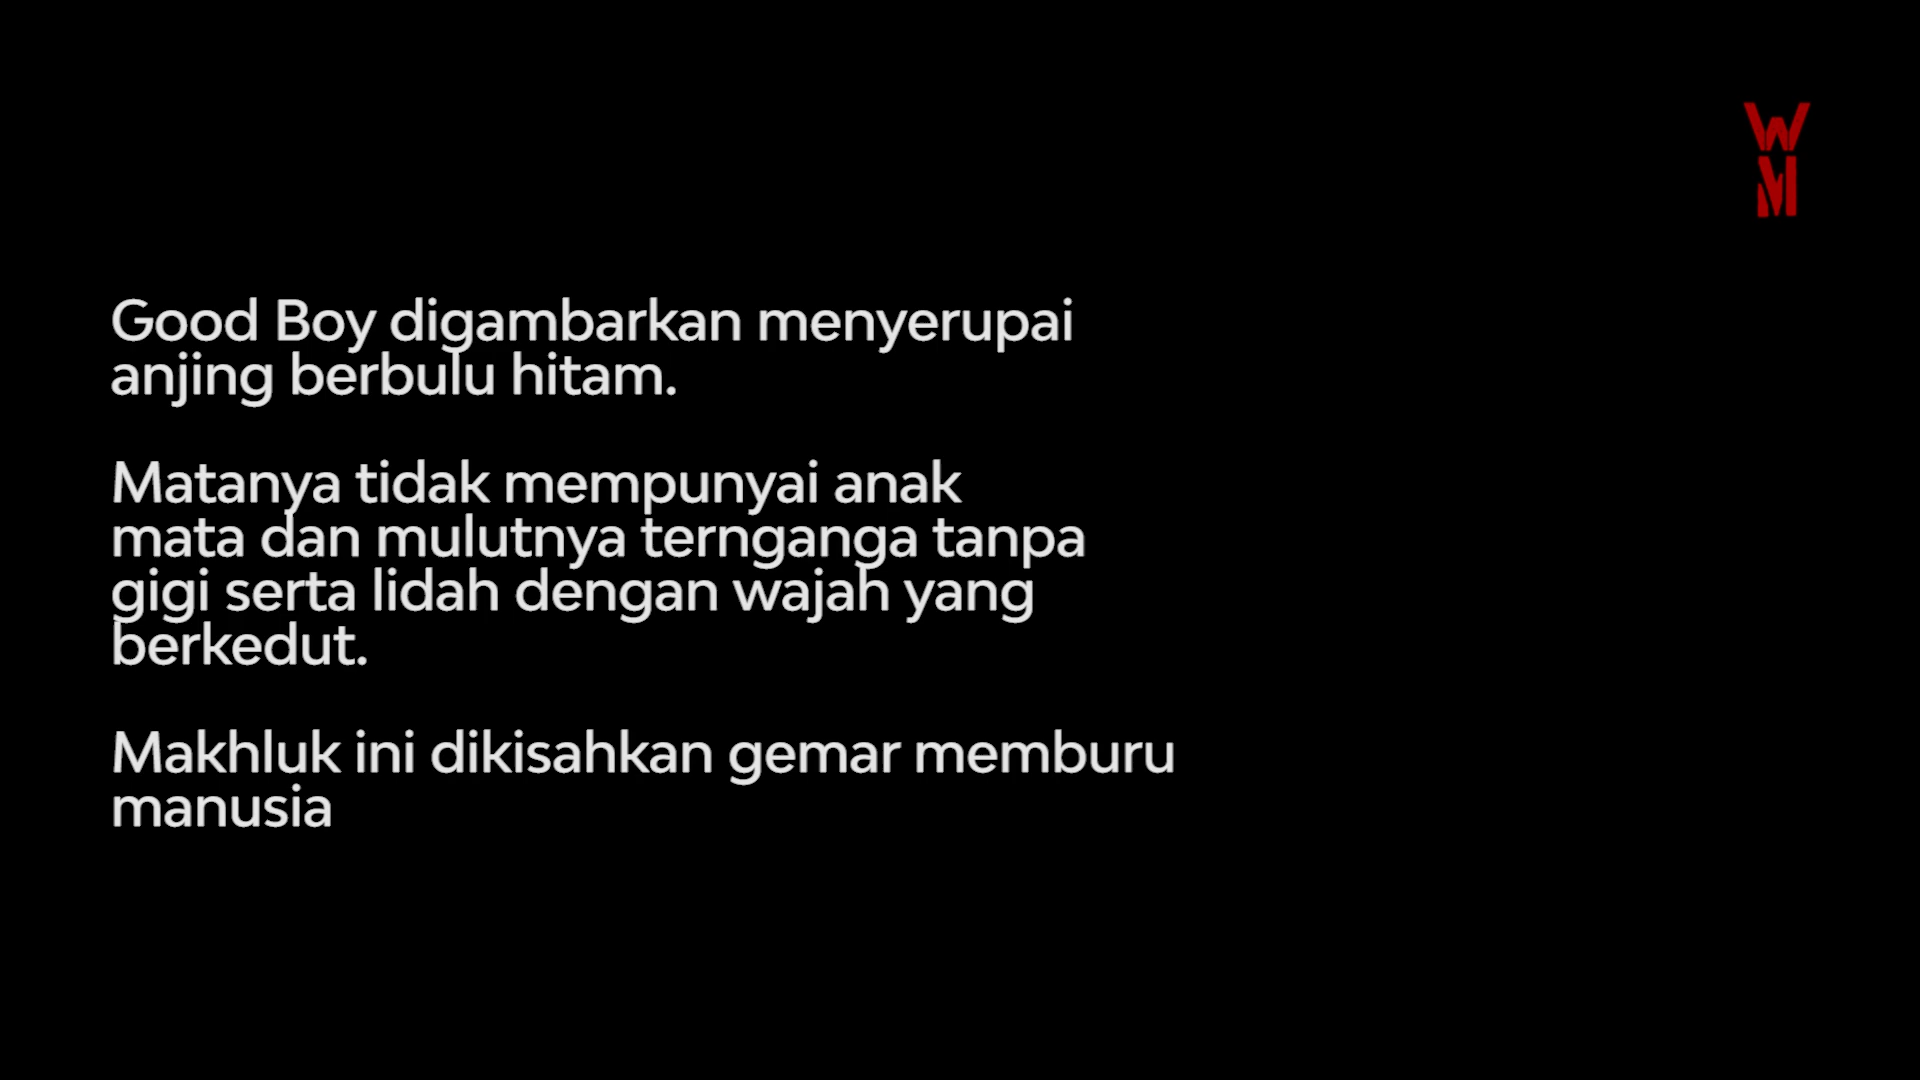 W
M
Good Boy digambarkan menyerupai
anjing berbulu hitam.
Matanya tidak mempunyai anak
mata dan mulutnya ternganga tanpa
gigi serta lidah dengan wajah yang
berkedut.
Makhluk ini dikisahkan gemar memburu
manusia